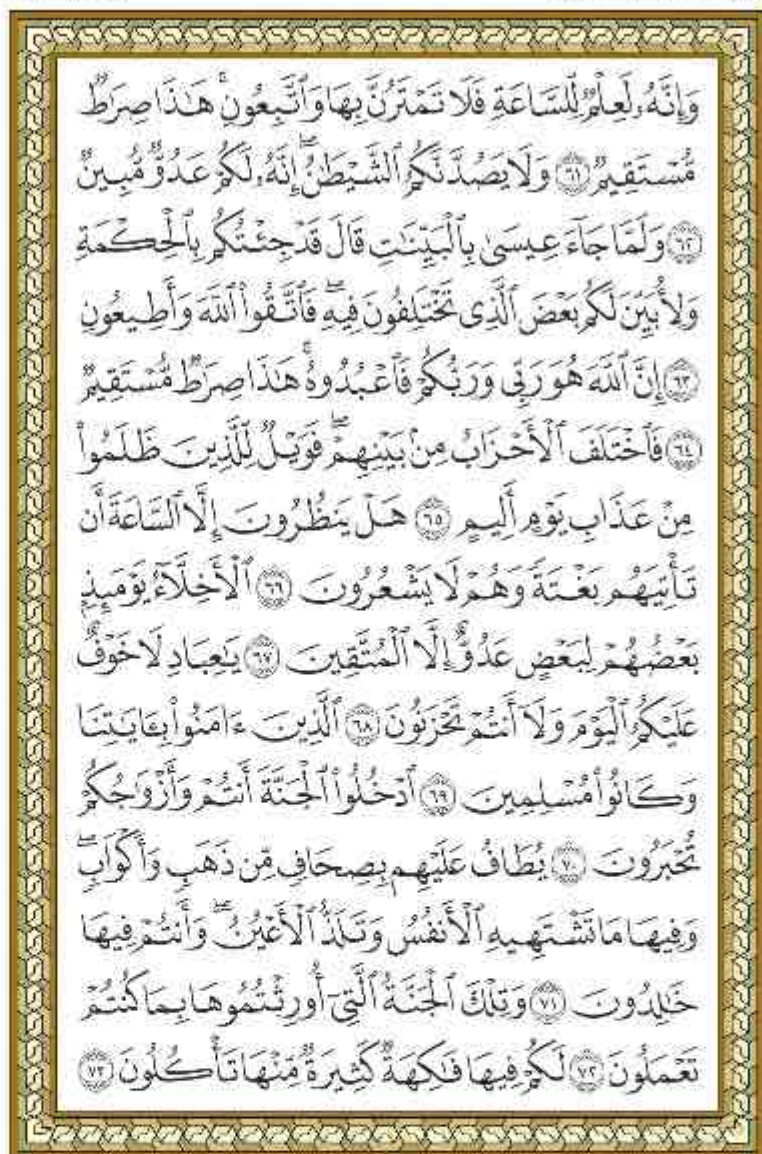 وَإِنَّهُۥ لَعِلْمٌ لِّلسَّاعَةِ فَلَا تَمْتَرُنَّ بِهَا وَٱتَّبِعُونِ ۚ هَـٰذَا صِرَٰطٌ
مُّسْتَقِيمٌ ﴿٦١﴾ وَلَا يَصُدَّنَّكُمُ ٱلشَّيْطَـٰنُ ۖ إِنَّهُۥ لَكُمْ عَدُوٌّ مُّبِينٌ
﴿٦٢﴾ وَلَمَّا جَآءَ عِيسَىٰ بِٱلْبَيِّنَـٰتِ قَالَ قَدْ جِئْتُكُم بِٱلْحِكْمَةِ
وَلِأُبَيِّنَ لَكُم بَعْضَ ٱلَّذِى تَخْتَلِفُونَ فِيهِ ۖ فَٱتَّقُوا۟ ٱللَّهَ وَأَطِيعُونِ
﴿٦٣﴾ إِنَّ ٱللَّهَ هُوَ رَبِّى وَرَبُّكُمْ فَٱعْبُدُوهُ ۚ هَـٰذَا صِرَٰطٌ مُّسْتَقِيمٌ
﴿٦٤﴾ فَٱخْتَلَفَ ٱلْأَحْزَابُ مِنۢ بَيْنِهِمْ ۖ فَوَيْلٌ لِّلَّذِينَ ظَلَمُوا۟
مِنْ عَذَابِ يَوْمٍ أَلِيمٍ ﴿٦٥﴾ هَلْ يَنظُرُونَ إِلَّا ٱلسَّاعَةَ أَن
تَأْتِيَهُم بَغْتَةً وَهُمْ لَا يَشْعُرُونَ ﴿٦٦﴾ ٱلْأَخِلَّآءُ يَوْمَئِذٍۭ
بَعْضُهُمْ لِبَعْضٍ عَدُوٌّ إِلَّا ٱلْمُتَّقِينَ ﴿٦٧﴾ يَـٰعِبَادِ لَا خَوْفٌ
عَلَيْكُمُ ٱلْيَوْمَ وَلَآ أَنتُمْ تَحْزَنُونَ ﴿٦٨﴾ ٱلَّذِينَ ءَامَنُوا۟ بِـَٔايَـٰتِنَا
وَكَانُوا۟ مُسْلِمِينَ ﴿٦٩﴾ ٱدْخُلُوا۟ ٱلْجَنَّةَ أَنتُمْ وَأَزْوَٰجُكُمْ
تُحْبَرُونَ ﴿٧٠﴾ يُطَافُ عَلَيْهِم بِصِحَافٍ مِّن ذَهَبٍ وَأَكْوَابٍ ۖ
وَفِيهَا مَا تَشْتَهِيهِ ٱلْأَنفُسُ وَتَلَذُّ ٱلْأَعْيُنُ ۖ وَأَنتُمْ فِيهَا
خَـٰلِدُونَ ﴿٧١﴾ وَتِلْكَ ٱلْجَنَّةُ ٱلَّتِىٓ أُورِثْتُمُوهَا بِمَا كُنتُمْ
تَعْمَلُونَ ﴿٧٢﴾ لَكُمْ فِيهَا فَـٰكِهَةٌ كَثِيرَةٌ مِّنْهَا تَأْكُلُونَ ﴿٧٣﴾